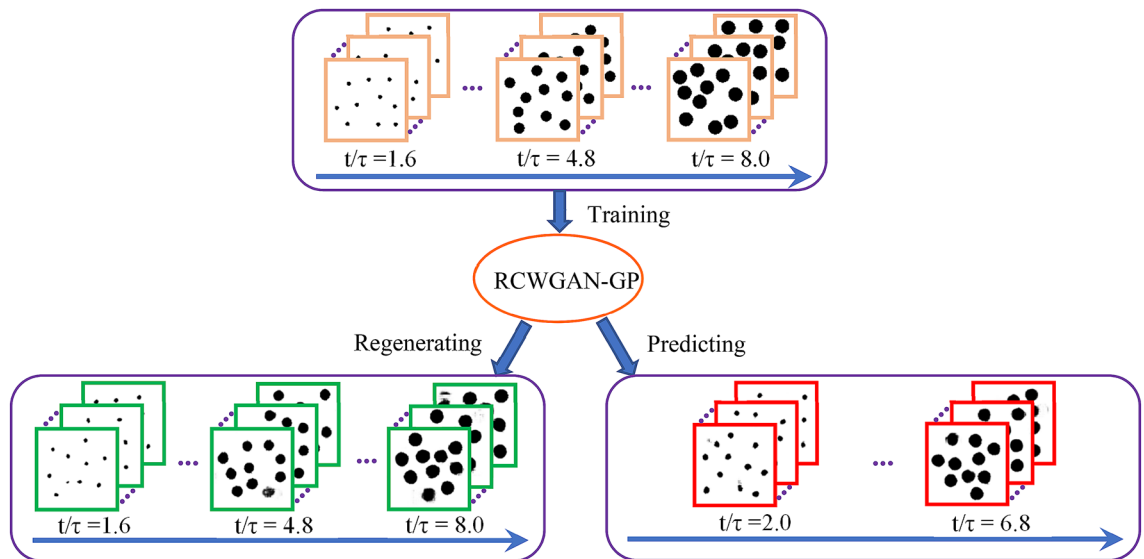 t/τ =1.6
t/τ = 4.8
t/τ = 8.0
Training
RCWGAN-GP
Regenerating
Predicting
t/τ =1.6
t/τ = 4.8
t/τ = 8.0
t/τ =2.0
t/τ = 6.8